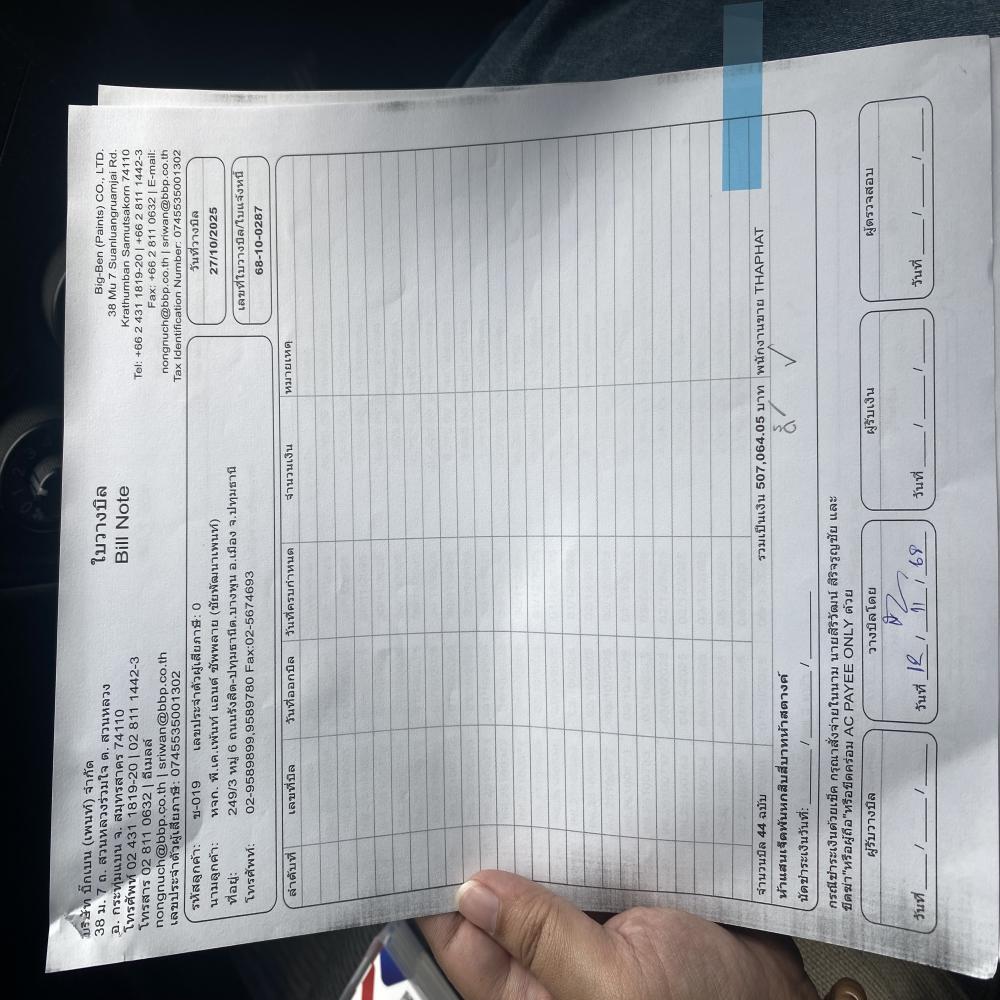 บริษัท บิ๊กเบน (เพนท์) จำกัด
38 ม. 7 ถ. สวนหลวงร่วมใจ ต. สวนหลวง
อ. กระทุ่มแบน จ. สมุทรสาคร 74110
โทรศัพท์ 02 431 1819-20 | 02 811 1442-3
โทรสาร 02 811 0632 | อีเมลล์
nongnuch@bbp.co.th | sriwan@bbp.co.th
เลขประจำตัวผู้เสียภาษี: 0745535001302
ใบวางบิล
Bill Note
Big-Ben (Paints) CO., LTD.
38 Mu 7 Suanluangruamjai Rd.
Krathumban Samutsakorn 74110
Tel: +66 2 431 1819-20 | +66 2 811 1442-3
Fax: +66 2 811 0632 | E-mail:
nongnuch@bbp.co.th | sriwan@bbp.co.th
Tax Identification Number: 0745535001302
รหัสลูกค้า: ข-019 เลขประจำตัวผู้เสียภาษี: 0
นามลูกค้า: หจก. พี.เค.เพ้นท์ แอนด์ ซัพพลาย (ชัยพัฒนาเพนท์)
ที่อยู่: 249/3 หมู่ 6 ถนนรังสิต-ปทุมธานีต.บางพูน อ.เมือง จ.ปทุมธานี
โทรศัพท์: 02-9589899,9589780 Fax:02-5674693
วันที่วางบิล
27/10/2025
เลขที่ใบวางบิล/ใบแจ้งหนี้
68-10-0287
ลำดับที่ เลขที่บิล วันที่ออกบิล วันที่ครบกำหนด จำนวนเงิน หมายเหตุ
จำนวนบิล 44 ฉบับ รวมเป็นเงิน 507,064.05 บาท พนักงานขาย THAPHAT
ห้าแสนเจ็ดพันหกสิบสี่บาทห้าสตางค์
นัดชำระเงินวันที่: ____/____/____
กรณีชำระเงินด้วยเช็ค กรุณาสั่งจ่ายในนาม นายสิริวัฒน์ สิริจรูญชัย และ
ขีดฆ่า"หรือผู้ถือ"หรือขีดคร่อม AC PAYEE ONLY ด้วย
ผู้รับวางบิล
วันที่ ____/____/____
วางบิลโดย
วันที่ 12 / 11 / 68
ผู้รับเงิน
วันที่ ____/____/____
ผู้ตรวจสอบ
วันที่ ____/____/____